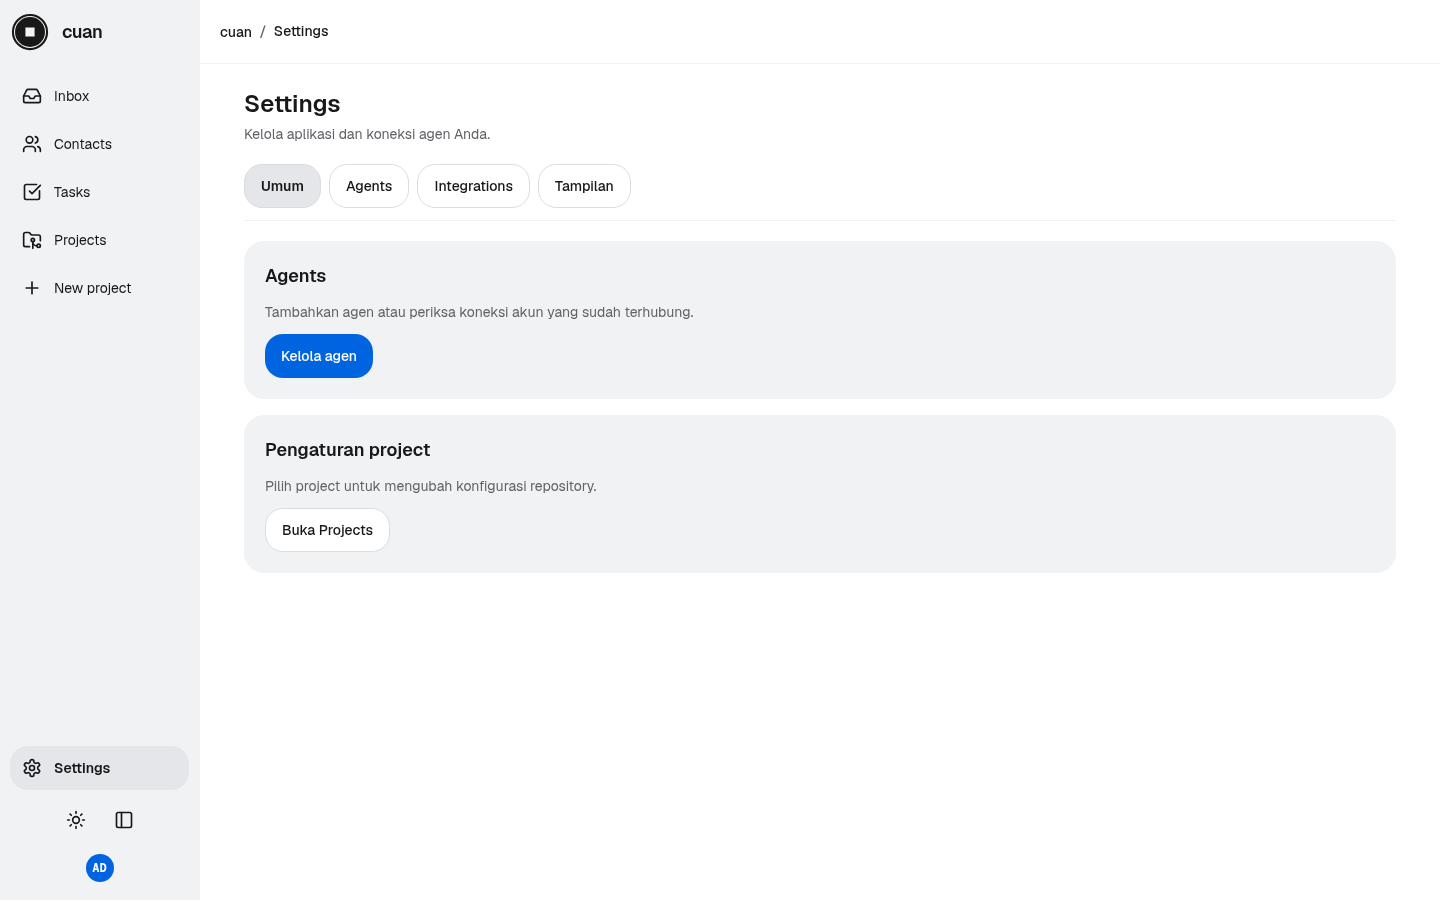 cuan
Inbox
Contacts
Tasks
Projects
New project
Settings
AD
cuan / Settings
Settings
Kelola aplikasi dan koneksi agen Anda.
Umum
Agents
Integrations
Tampilan
Agents
Tambahkan agen atau periksa koneksi akun yang sudah terhubung.
Kelola agen
Pengaturan project
Pilih project untuk mengubah konfigurasi repository.
Buka Projects